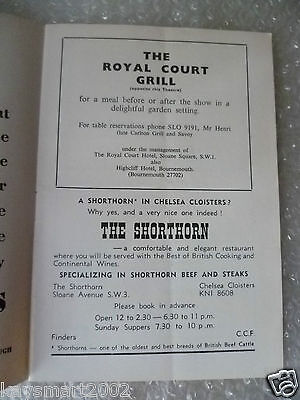 THE
ROYAL COURT
GRILL
(opposite this Theatre)
for a meal before or after the show in a
delightful garden setting.
For table reservations phone SLO 9191, Mr Henri
(late Carlton Grill and Savoy
under the management of
The Royal Court Hotel, Sloane Square, S.W.1.
also
Highcliff Hotel, Bournemouth.
(Bournemouth 27702)
A SHORTHORN* IN CHELSEA CLOISTERS?
Why yes, and a very nice one indeed !
THE SHORTHORN
— a comfortable and elegant restaurant
where you will be served with the Best of British Cooking and
Continental Wines.
SPECIALIZING IN SHORTHORN BEEF AND STEAKS
The Shorthorn Chelsea Cloisters
Sloane Avenue S.W.3. KNI 8608
Please book in advance
Open 12 to 2.30 — 6.30 to 11 p.m.
Sunday Suppers 7.30 to 10 p.m.
Finders C.C.F
* Shorthorns — one of the oldest and best breeds of British Beef Cattle
at
S
UGH
kaysmart2002